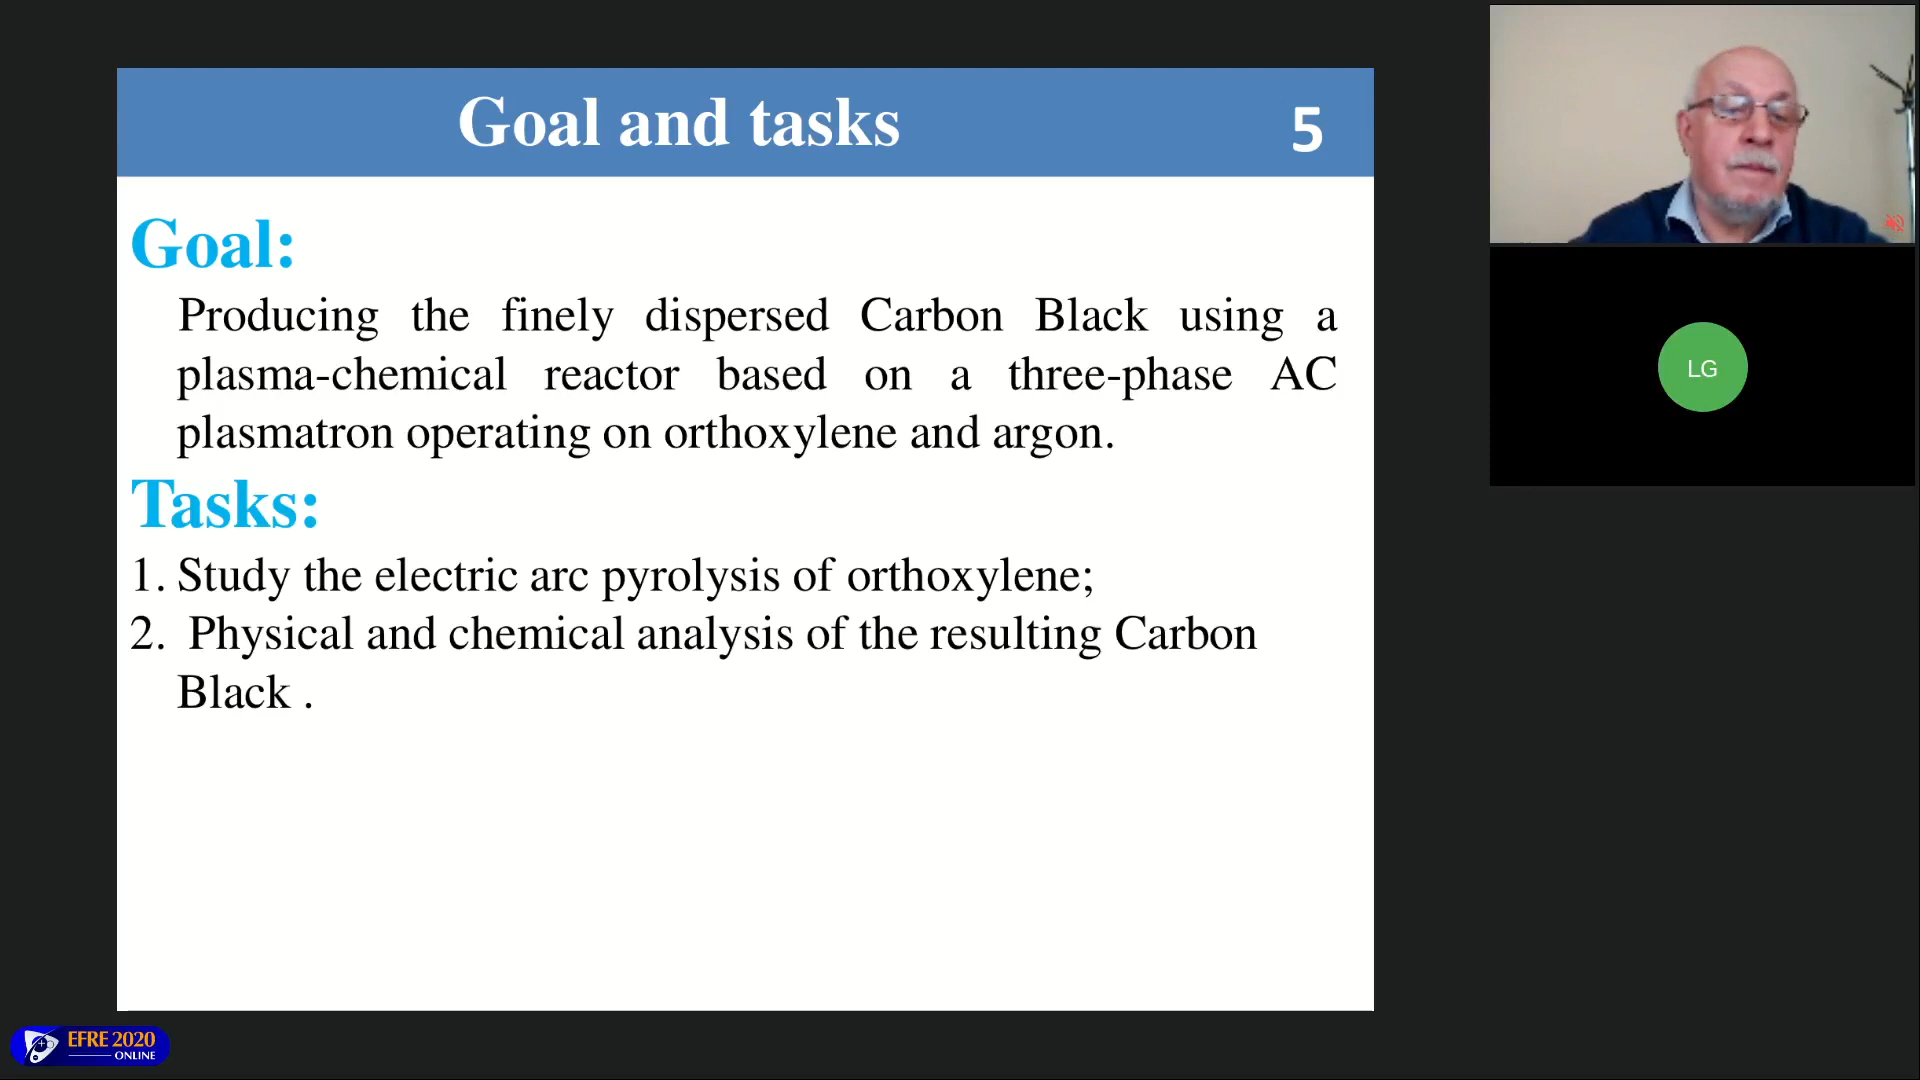 Goal and tasks
5
Goal:
Producing the finely dispersed Carbon Black using a
plasma-chemical reactor based on a three-phase AC
plasmatron operating on orthoxylene and argon.
Tasks:
1. Study the electric arc pyrolysis of orthoxylene;
2. Physical and chemical analysis of the resulting Carbon
Black .
LG
EFRE 2020
ONLINE